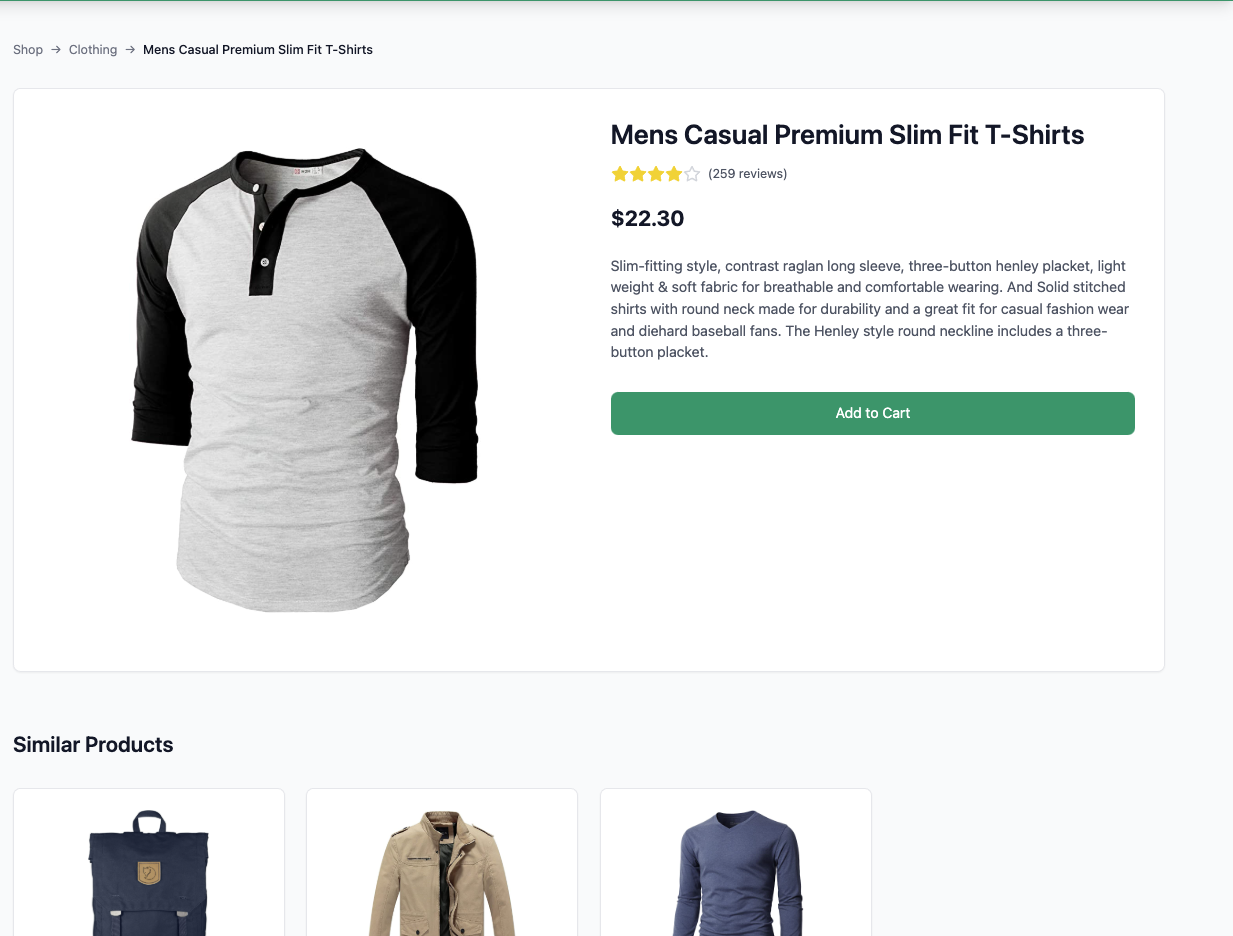 Shop → Clothing → Mens Casual Premium Slim Fit T-Shirts
Mens Casual Premium Slim Fit T-Shirts
(259 reviews)
$22.30
Slim-fitting style, contrast raglan long sleeve, three-button henley placket, light
weight & soft fabric for breathable and comfortable wearing. And Solid stitched
shirts with round neck made for durability and a great fit for casual fashion wear
and diehard baseball fans. The Henley style round neckline includes a three-
button placket.
Add to Cart
Similar Products